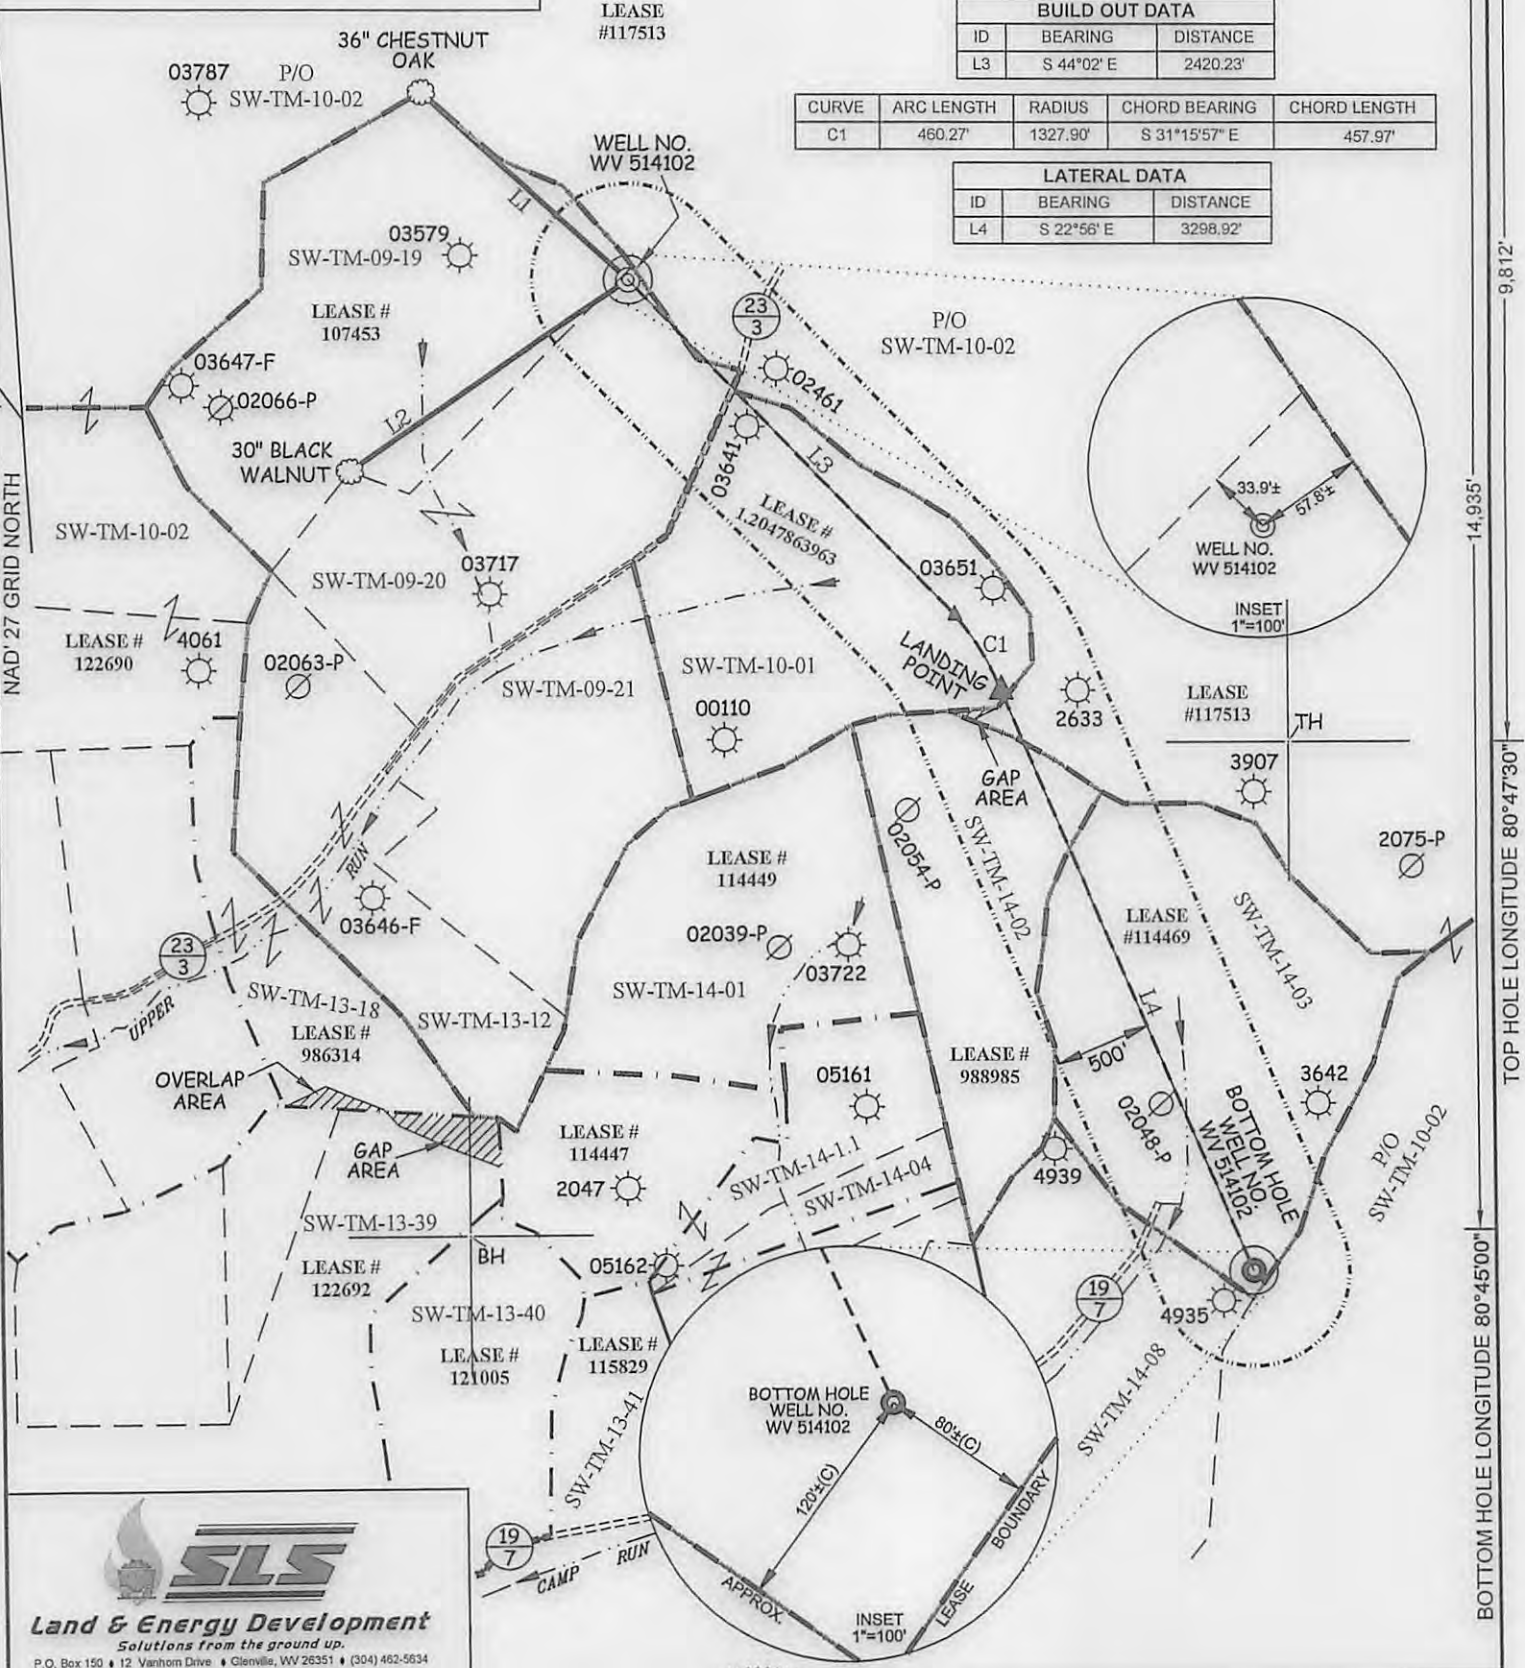 LEASE
#117513
BUILD OUT DATA
ID BEARING DISTANCE
L3 S 44°02' E 2420.23'
CURVE ARC LENGTH RADIUS CHORD BEARING CHORD LENGTH
C1 460.27' 1327.90' S 31°15'57" E 457.97'
LATERAL DATA
ID BEARING DISTANCE
L4 S 22°56' E 3298.92'
36" CHESTNUT
OAK
03787
P/O
SW-TM-10-02
WELL NO.
WV 514102
L1
03579
SW-TM-09-19
LEASE #
107453
23
3
P/O
SW-TM-10-02
9,812'
03647-F
02066-P
02461
L2
30" BLACK
WALNUT
03641
L3
LEASE #
1.2047863963
33.9'±
57.8'±
WELL NO.
WV 514102
INSET
1"=100'
14,935'
NAD'27 GRID NORTH
SW-TM-10-02
SW-TM-09-20
03717
03651
LEASE #
122690
4061
02063-P
SW-TM-09-21
SW-TM-10-01
C1
LANDING
POINT
00110
2633
LEASE
#117513
TH
3907
GAP
AREA
TOP HOLE LONGITUDE 80°47'30"
02054-P
SW-TM-14-02
2075-P
LEASE #
114449
RUN
03646-F
02039-P
03722
LEASE
#114469
SW-TM-14-03
23
3
UPPER
SW-TM-13-18
LEASE #
986314
SW-TM-13-12
SW-TM-14-01
L4
500'
LEASE #
988985
OVERLAP
AREA
05161
02048-P
3642
BOTTOM HOLE
WELL NO.
WV 514102
P/O
SW-TM-10-02
GAP
AREA
LEASE #
114447
2047
SW-TM-14-1.1
SW-TM-14-04
4939
SW-TM-13-39
BH
LEASE #
122692
05162
SW-TM-13-40
LEASE #
121005
LEASE #
115829
19
7
4935
SW-TM-14-08
BOTTOM HOLE LONGITUDE 80°45'00"
SW-TM-13-41
BOTTOM HOLE
WELL NO.
WV 514102
80'±(C)
120'±(C)
APPROX.
LEASE
BOUNDARY
INSET
1"=100'
19
7
CAMP
RUN
SLS
Land & Energy Development
Solutions from the ground up.
P.O. Box 150 ♦ 12 Vanhorn Drive ♦ Glenville, WV 26351 ♦ (304) 462-5634